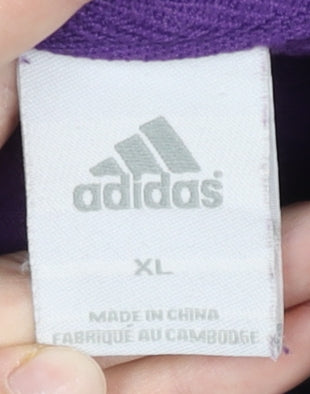 adidas
XL
MADE IN CHINA
FABRIQUÉ AU CAMBODGE